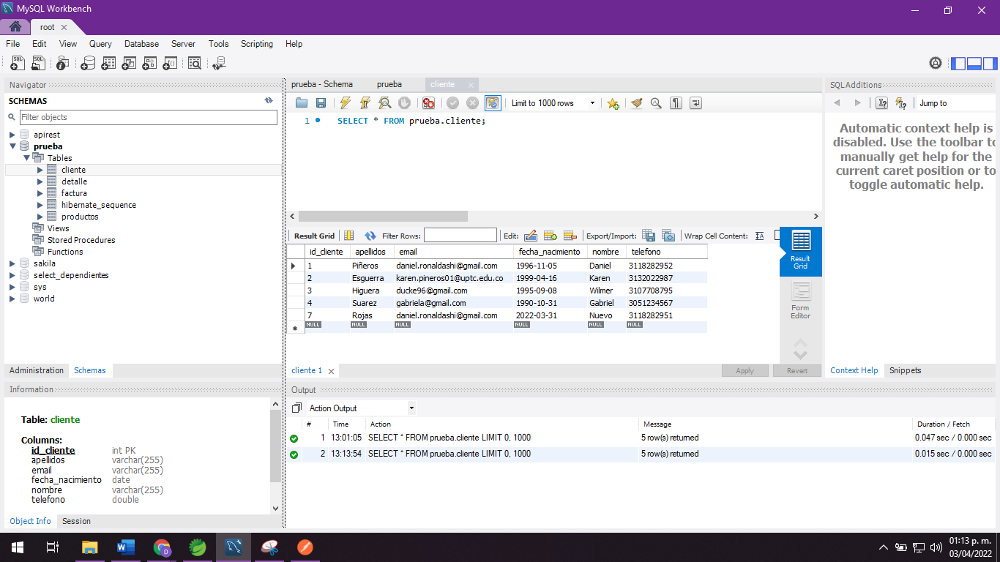 MySQL Workbench
root
File Edit View Query Database Server Tools Scripting Help
Navigator
SCHEMAS
Filter objects
apirest
prueba
Tables
cliente
detalle
factura
hibernate_sequence
productos
Views
Stored Procedures
Functions
sakila
select_dependientes
sys
world
Administration Schemas
Information
Table: cliente
Columns:
id_cliente int PK
apellidos varchar(255)
email varchar(255)
fecha_nacimiento date
nombre varchar(255)
telefono double
Object Info Session
prueba - Schema prueba cliente
Limit to 1000 rows
1 SELECT * FROM prueba.cliente;
Result Grid Filter Rows: Edit: Export/Import: Wrap Cell Content:
id_cliente apellidos email fecha_nacimiento nombre telefono
1 Piñeros daniel.ronaldashi@gmail.com 1996-11-05 Daniel 3118282952
2 Esguerra karen.pineros01@uptc.edu.co 1999-04-16 Karen 3132022987
3 Higuera ducke96@gmail.com 1995-09-08 Wilmer 3107708795
4 Suarez gabriela@gmail.com 1990-10-31 Gabriel 3051234567
7 Rojas daniel.ronaldashi@gmail.com 2022-03-31 Nuevo 3118282951
NULL NULL NULL NULL NULL NULL
Result
Grid
Form
Editor
cliente 1 Apply Revert
SQLAdditions
Jump to
Automatic context help is
disabled. Use the toolbar to
manually get help for the
current caret position or to
toggle automatic help.
Context Help Snippets
Output
Action Output
# Time Action Message Duration / Fetch
1 13:01:05 SELECT * FROM prueba.cliente LIMIT 0, 1000 5 row(s) returned 0.047 sec / 0.000 sec
2 13:13:54 SELECT * FROM prueba.cliente LIMIT 0, 1000 5 row(s) returned 0.015 sec / 0.000 sec
01:13 p. m.
03/04/2022